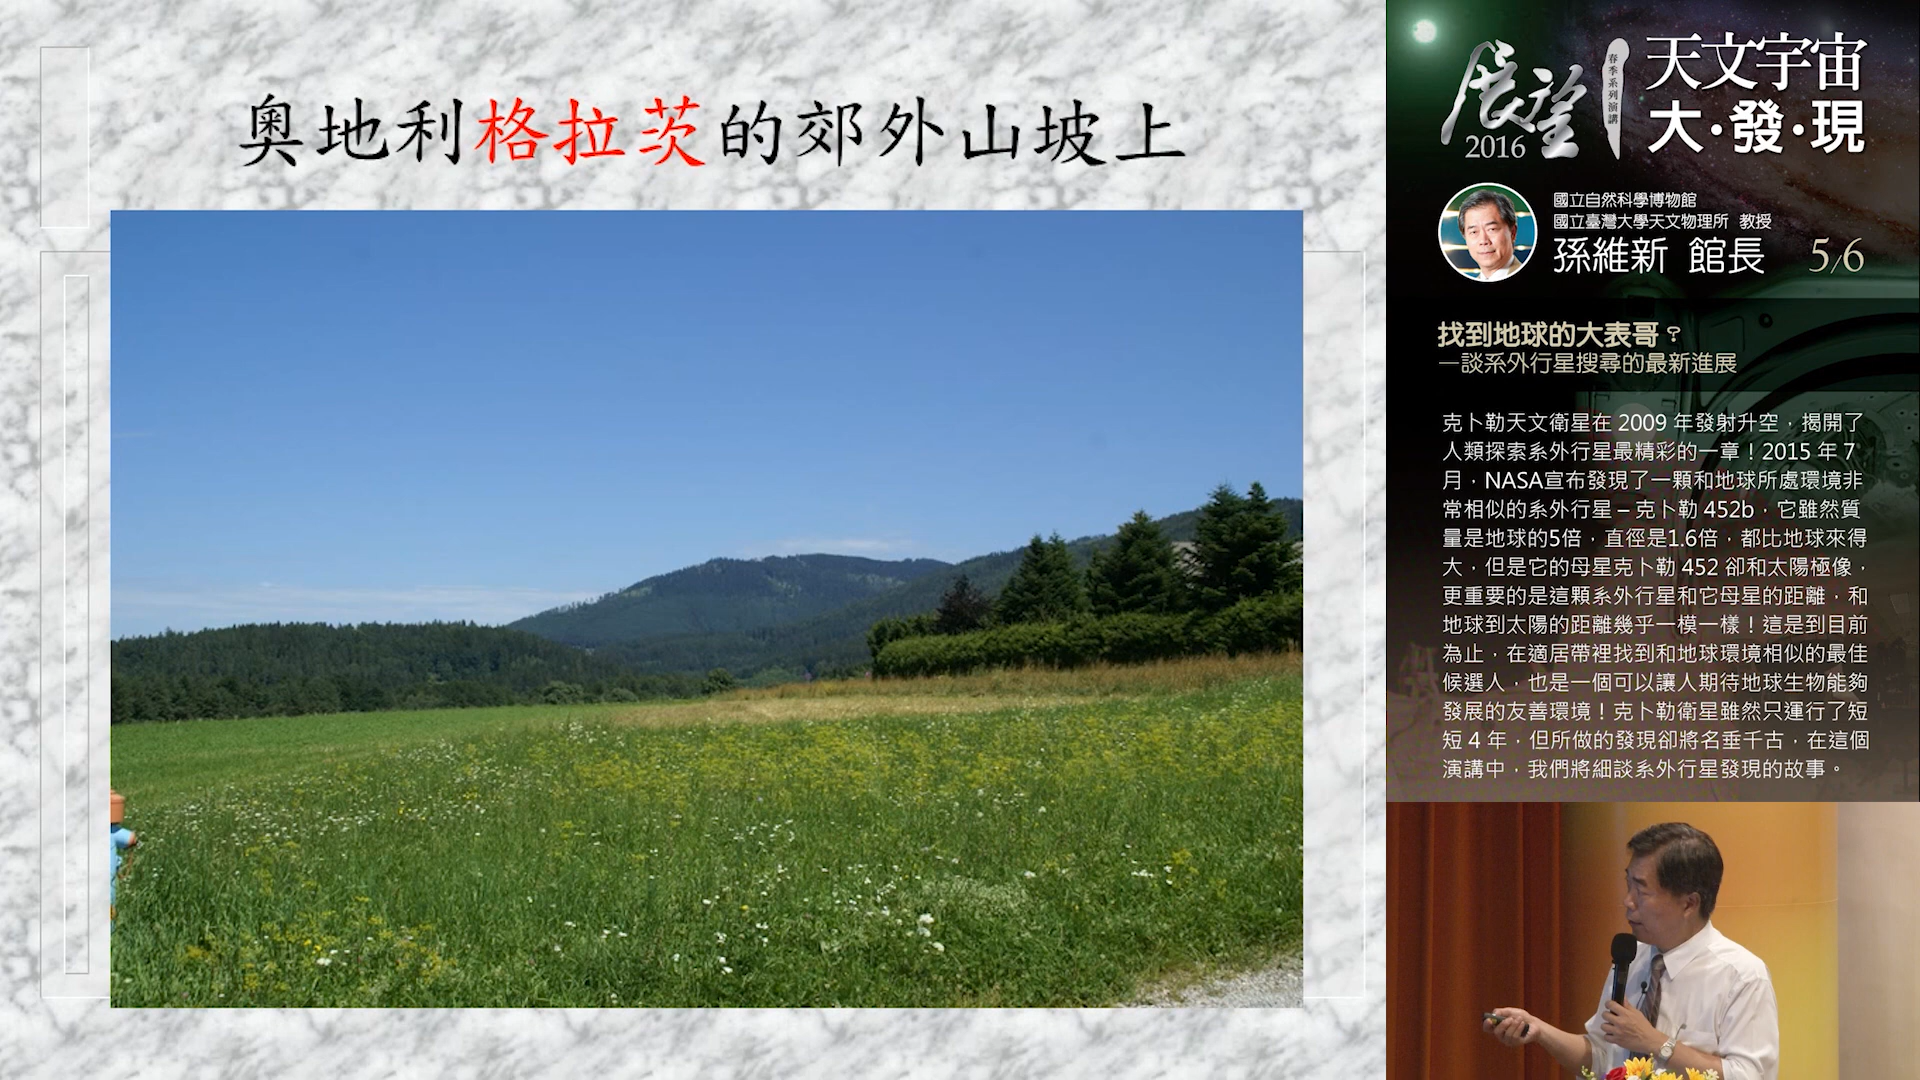 奧地利格拉茨的郊外山坡上
展望
2016
春季系列演講
天文宇宙
大·發·現
國立自然科學博物館
國立臺灣大學天文物理所 教授
孫維新 館長
5/6
找到地球的大表哥?
—談系外行星搜尋的最新進展
克卜勒天文衛星在 2009 年發射升空,揭開了
人類探索系外行星最精彩的一章!2015 年 7
月,NASA宣布發現了一顆和地球所處環境非
常相似的系外行星 – 克卜勒 452b,它雖然質
量是地球的5倍,直徑是1.6倍,都比地球來得
大,但是它的母星克卜勒 452 卻和太陽極像,
更重要的是這顆系外行星和它母星的距離,和
地球到太陽的距離幾乎一模一樣!這是到目前
為止,在適居帶裡找到和地球環境相似的最佳
候選人,也是一個可以讓人期待地球生物能夠
發展的友善環境!克卜勒衛星雖然只運行了短
短 4 年,但所做的發現卻將名垂千古,在這個
演講中,我們將細談系外行星發現的故事。